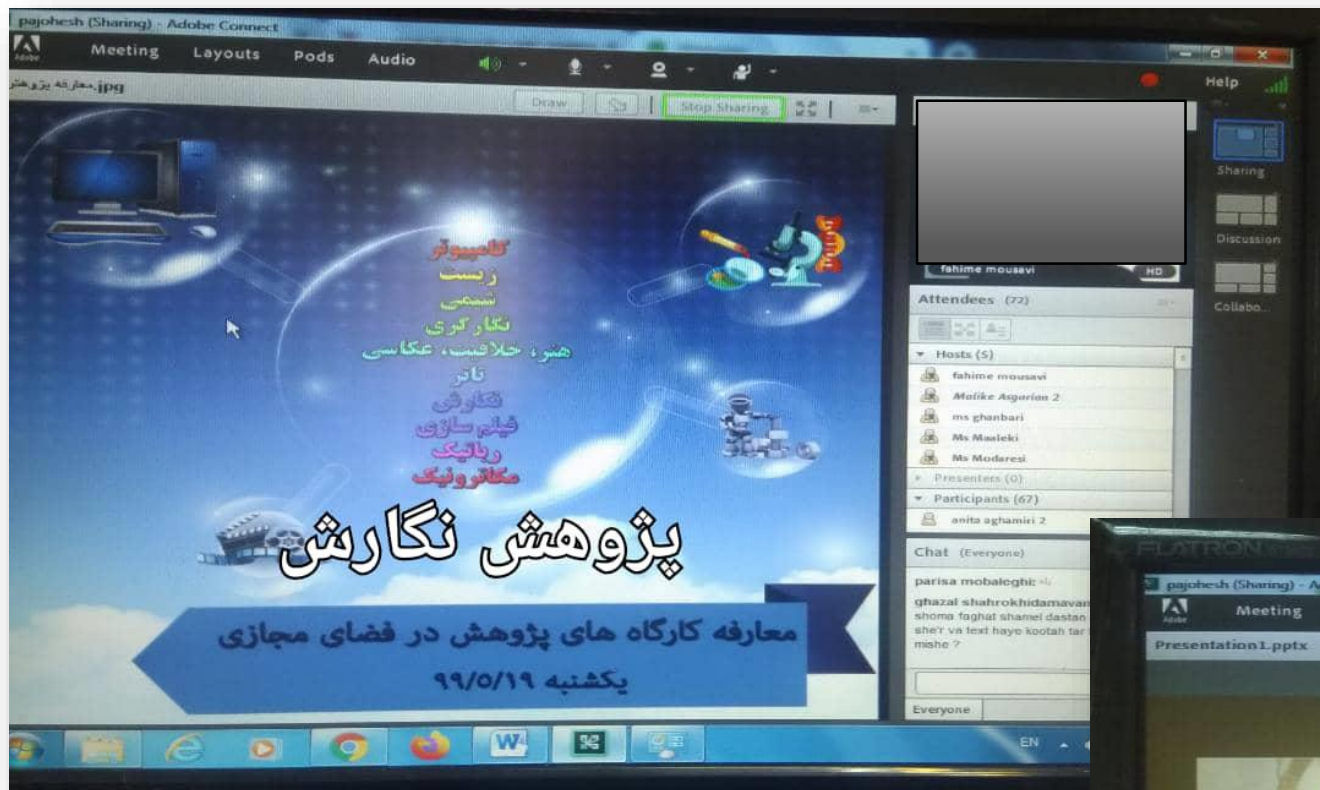 pajohesh (Sharing) - Adobe Connect
Adobe
Meeting
Layouts
Pods
Audio
Help
معارفه پژوهش.jpg
Draw
Stop Sharing
کامپیوتر
زیست
شیمی
نگارگری
هنر، خلاقیت، عکاسی
تاتر
نگارش
فیلم سازی
رباتیک
مکاترونیک
پژوهش نگارش
معارفه کارگاه های پژوهش در فضای مجازی
یکشنبه ۹۹/۵/۱۹
fahime mousavi
HD
Attendees (72)
Hosts (5)
fahime mousavi
Malike Asgarian 2
ms ghanbari
Ms Maaleki
Ms Modaresi
Presenters (0)
Participants (67)
anita aghamiri 2
Chat (Everyone)
parisa mobaleghi:
ghazal shahrokhidamavan
shoma faghat shamel dastan
she'r va text hayo kootah tar
mishe ?
Everyone
Sharing
Discussion
Collabo...
EN
FLATRON
pajohesh (Sharing) - A
Adobe
Meeting
Presentation1.pptx